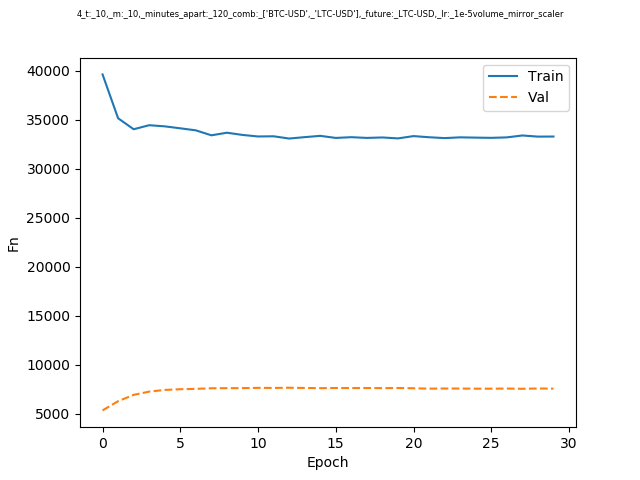 4_t:_10,_m:_10,_minutes_apart:_120_comb:_['BTC-USD',_'LTC-USD'],_future:_LTC-USD,_lr:_1e-5volume_mirror_scaler
Train
Val
40000
35000
30000
25000
20000
15000
10000
5000
Fn
0 5 10 15 20 25 30
Epoch